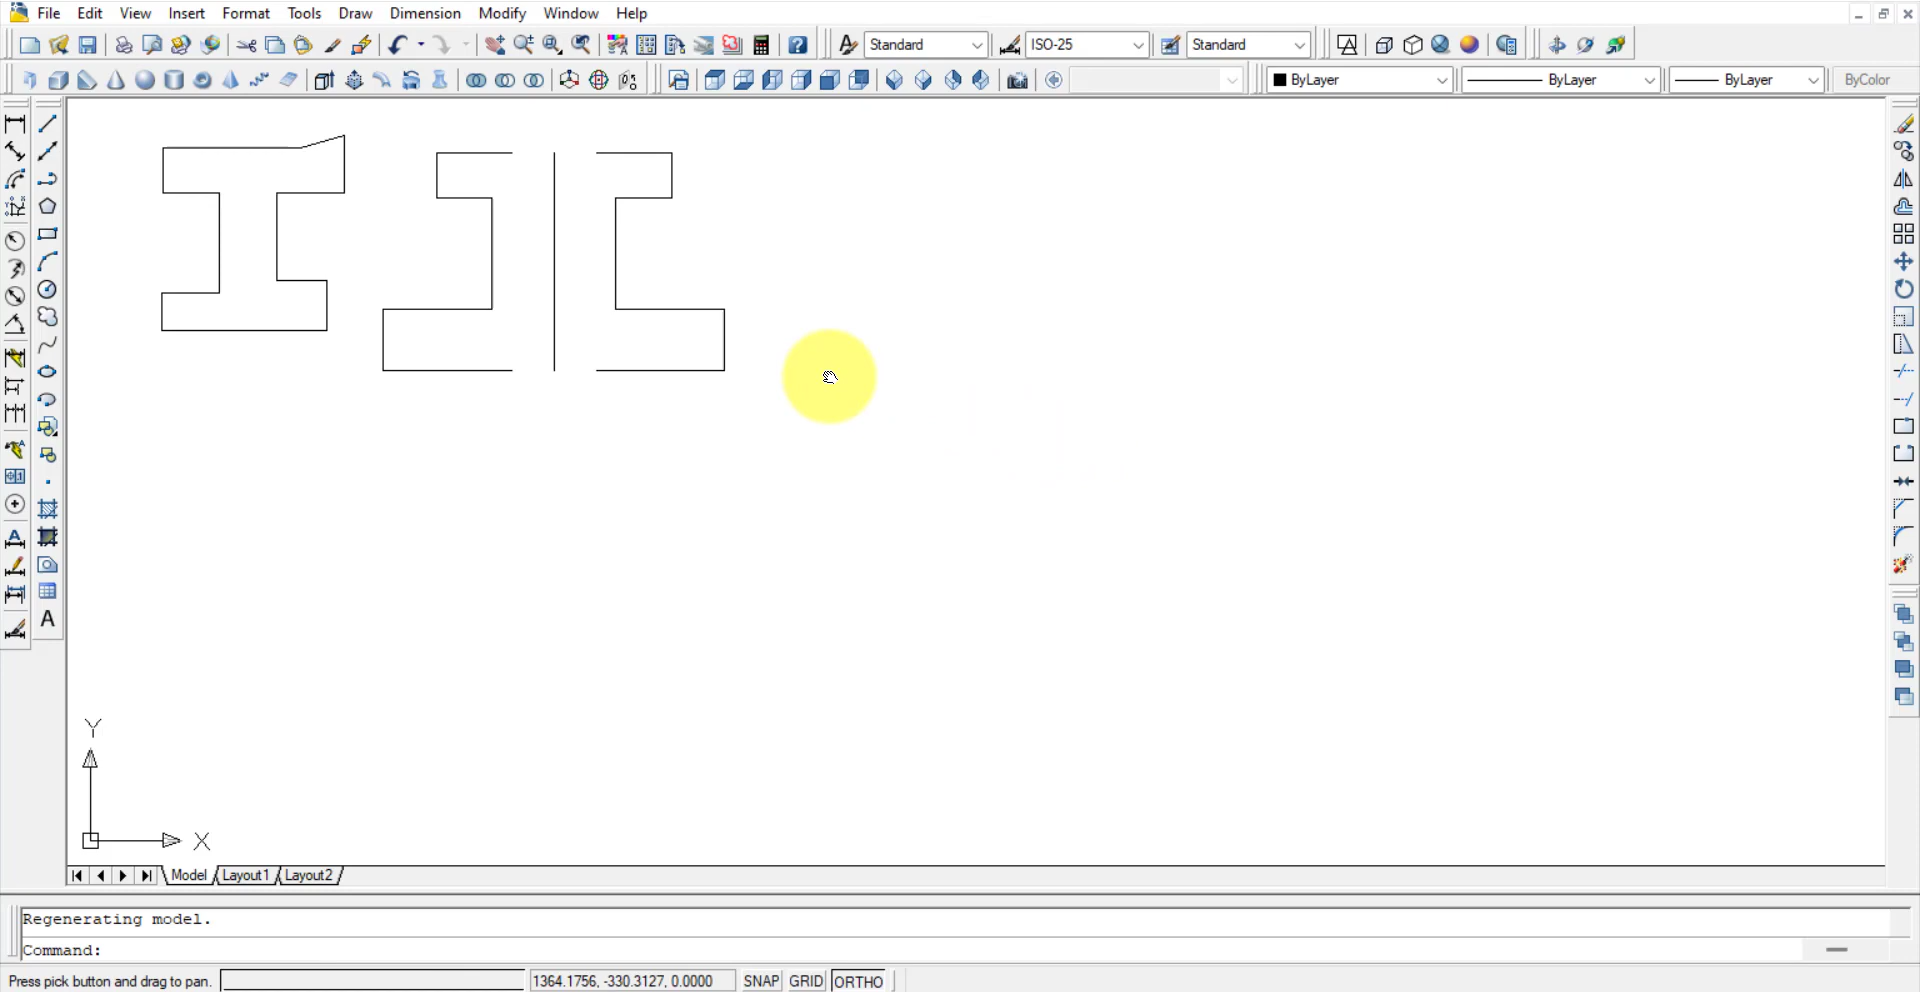 File Edit View Insert Format Tools Draw Dimension Modify Window Help
Standard ISO-25 Standard
ByLayer ByLayer ByLayer ByColor
A
Y
X
Model Layout1 Layout2
Regenerating model.
Command:
Press pick button and drag to pan. 1364.1756, -330.3127, 0.0000 SNAP GRID ORTHO